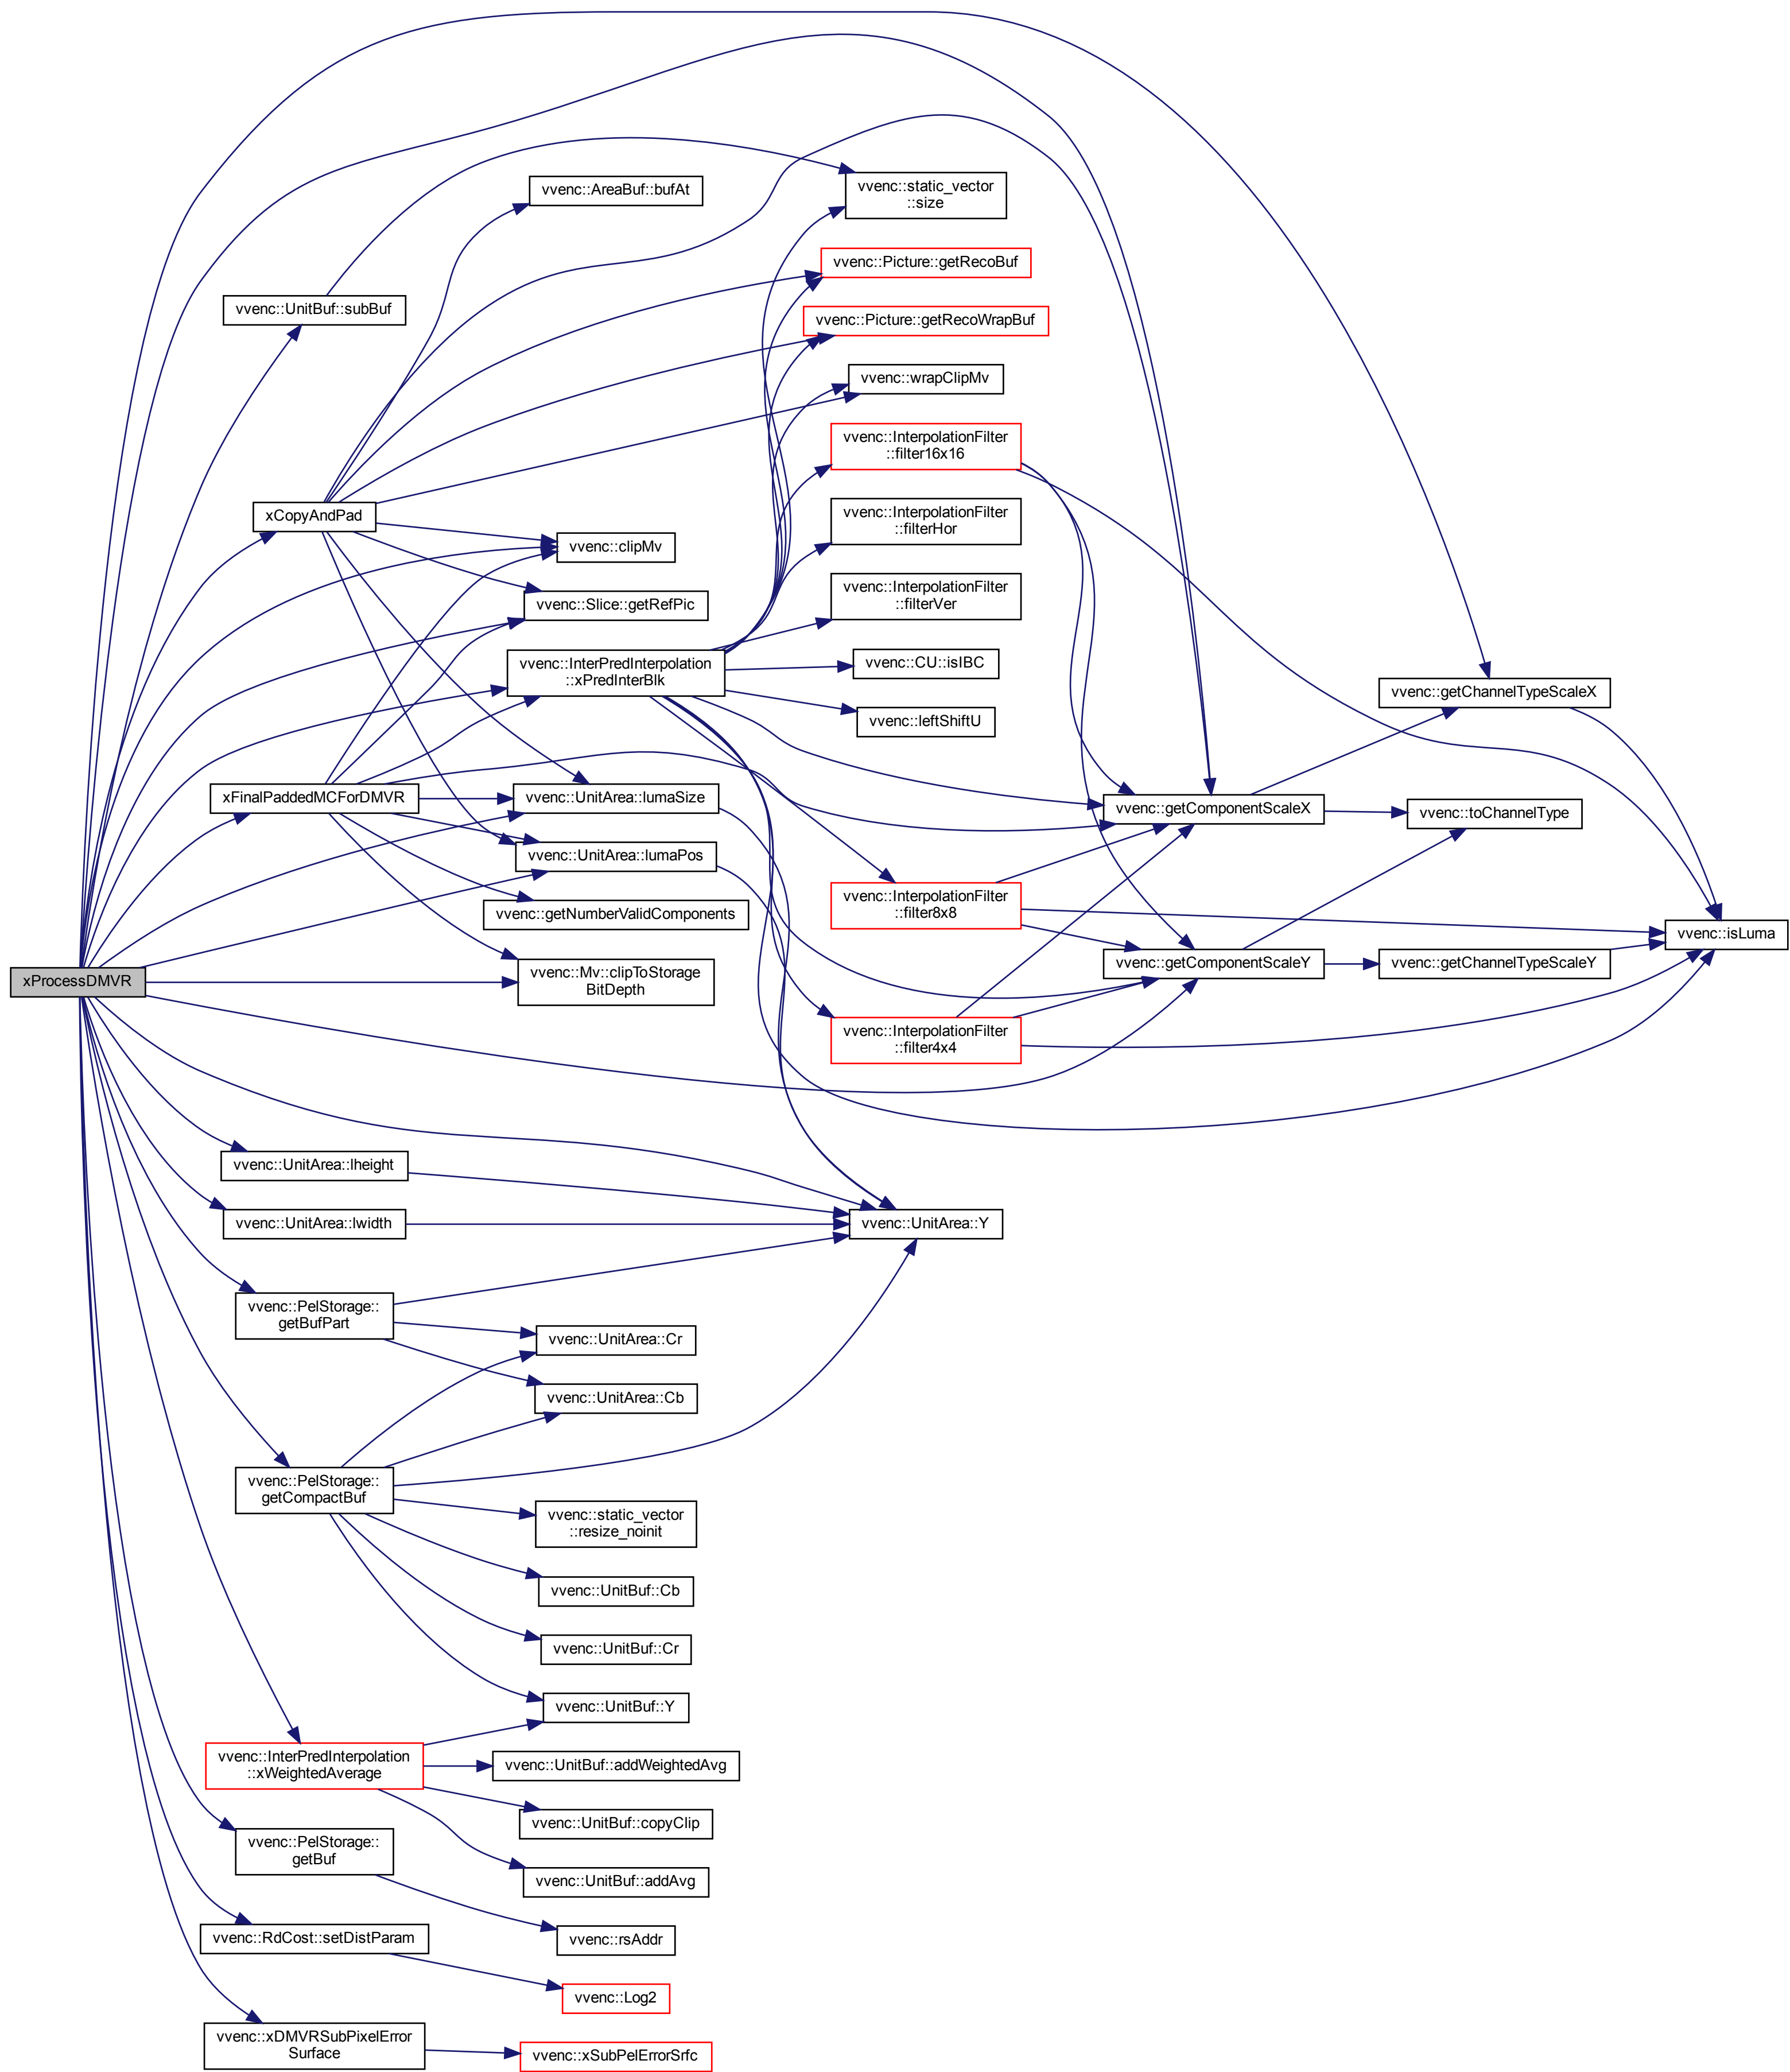 vvenc::AreaBuf::bufAt
vvenc::static_vector
::size
vvenc::Picture::getRecoBuf
vvenc::UnitBuf::subBuf
vvenc::Picture::getRecoWrapBuf
vvenc::wrapClipMv
vvenc::InterpolationFilter
::filter16x16
xCopyAndPad
vvenc::InterpolationFilter
::filterHor
vvenc::clipMv
vvenc::Slice::getRefPic
vvenc::InterpolationFilter
::filterVer
vvenc::InterPredInterpolation
::xPredInterBlk
vvenc::CU::isIBC
vvenc::leftShiftU
vvenc::getChannelTypeScaleX
xFinalPaddedMCForDMVR
vvenc::UnitArea::lumaSize
vvenc::getComponentScaleX
vvenc::toChannelType
vvenc::UnitArea::lumaPos
vvenc::getNumberValidComponents
vvenc::InterpolationFilter
::filter8x8
vvenc::isLuma
xProcessDMVR
vvenc::Mv::clipToStorage
BitDepth
vvenc::getComponentScaleY
vvenc::getChannelTypeScaleY
vvenc::InterpolationFilter
::filter4x4
vvenc::UnitArea::lheight
vvenc::UnitArea::lwidth
vvenc::UnitArea::Y
vvenc::PelStorage::
getBufPart
vvenc::UnitArea::Cr
vvenc::UnitArea::Cb
vvenc::PelStorage::
getCompactBuf
vvenc::static_vector
::resize_noinit
vvenc::UnitBuf::Cb
vvenc::UnitBuf::Cr
vvenc::UnitBuf::Y
vvenc::InterPredInterpolation
::xWeightedAverage
vvenc::UnitBuf::addWeightedAvg
vvenc::UnitBuf::copyClip
vvenc::PelStorage::
getBuf
vvenc::UnitBuf::addAvg
vvenc::RdCost::setDistParam
vvenc::rsAddr
vvenc::Log2
vvenc::xDMVRSubPixelError
Surface
vvenc::xSubPelErrorSrfc